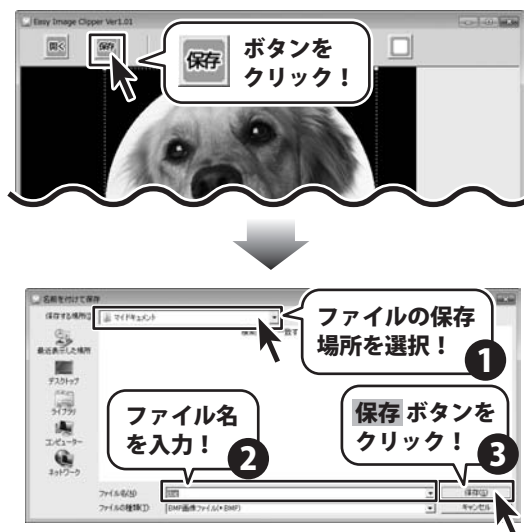 Easy Image Clipper Ver1.01
開く
保存
保存
ボタンを
クリック！
名前を付けて保存
保存する場所(I):
マイドキュメント
ファイルの保存
場所を選択！
1
最近表示した場所
デスクトップ
ライブラリ
コンピューター
ネットワーク
ファイル名
を入力！
2
保存 ボタンを
クリック！
3
ファイル名(N):
保存(S)
ファイルの種類(T):
BMP画像ファイル(*.BMP)
キャンセル